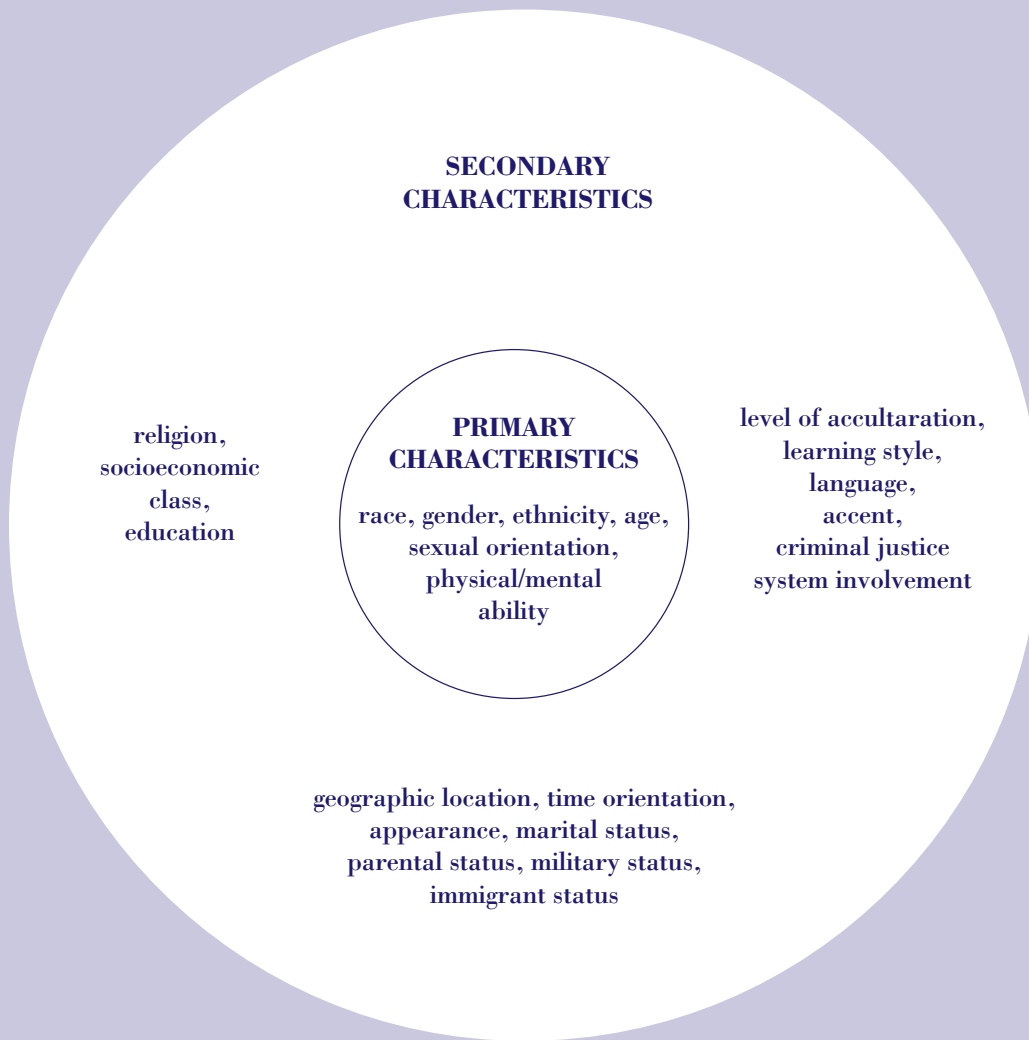 SECONDARY
CHARACTERISTICS
religion,
socioeconomic
class,
education
PRIMARY
CHARACTERISTICS
race, gender, ethnicity, age,
sexual orientation,
physical/mental
ability
level of accultaration,
learning style,
language,
accent,
criminal justice
system involvement
geographic location, time orientation,
appearance, marital status,
parental status, military status,
immigrant status